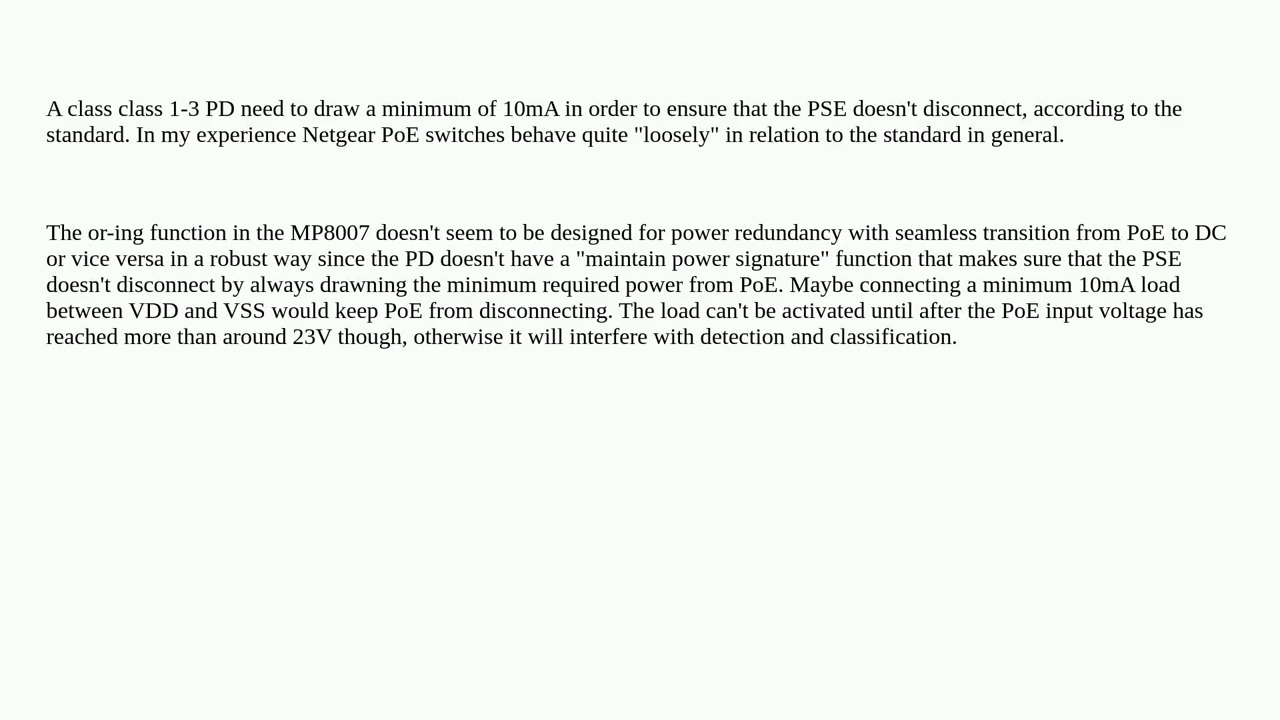 A class class 1-3 PD need to draw a minimum of 10mA in order to ensure that the PSE doesn't disconnect, according to the
standard. In my experience Netgear PoE switches behave quite "loosely" in relation to the standard in general.
The or-ing function in the MP8007 doesn't seem to be designed for power redundancy with seamless transition from PoE to DC
or vice versa in a robust way since the PD doesn't have a "maintain power signature" function that makes sure that the PSE
doesn't disconnect by always drawning the minimum required power from PoE. Maybe connecting a minimum 10mA load
between VDD and VSS would keep PoE from disconnecting. The load can't be activated until after the PoE input voltage has
reached more than around 23V though, otherwise it will interfere with detection and classification.